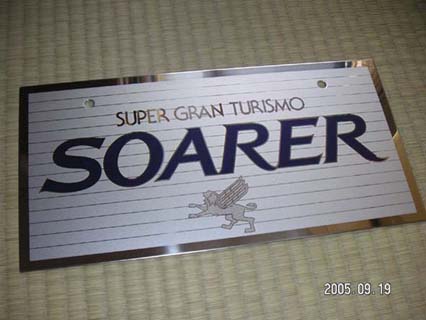 SUPER GRAN TURISMO
SOARER
2005.09.19